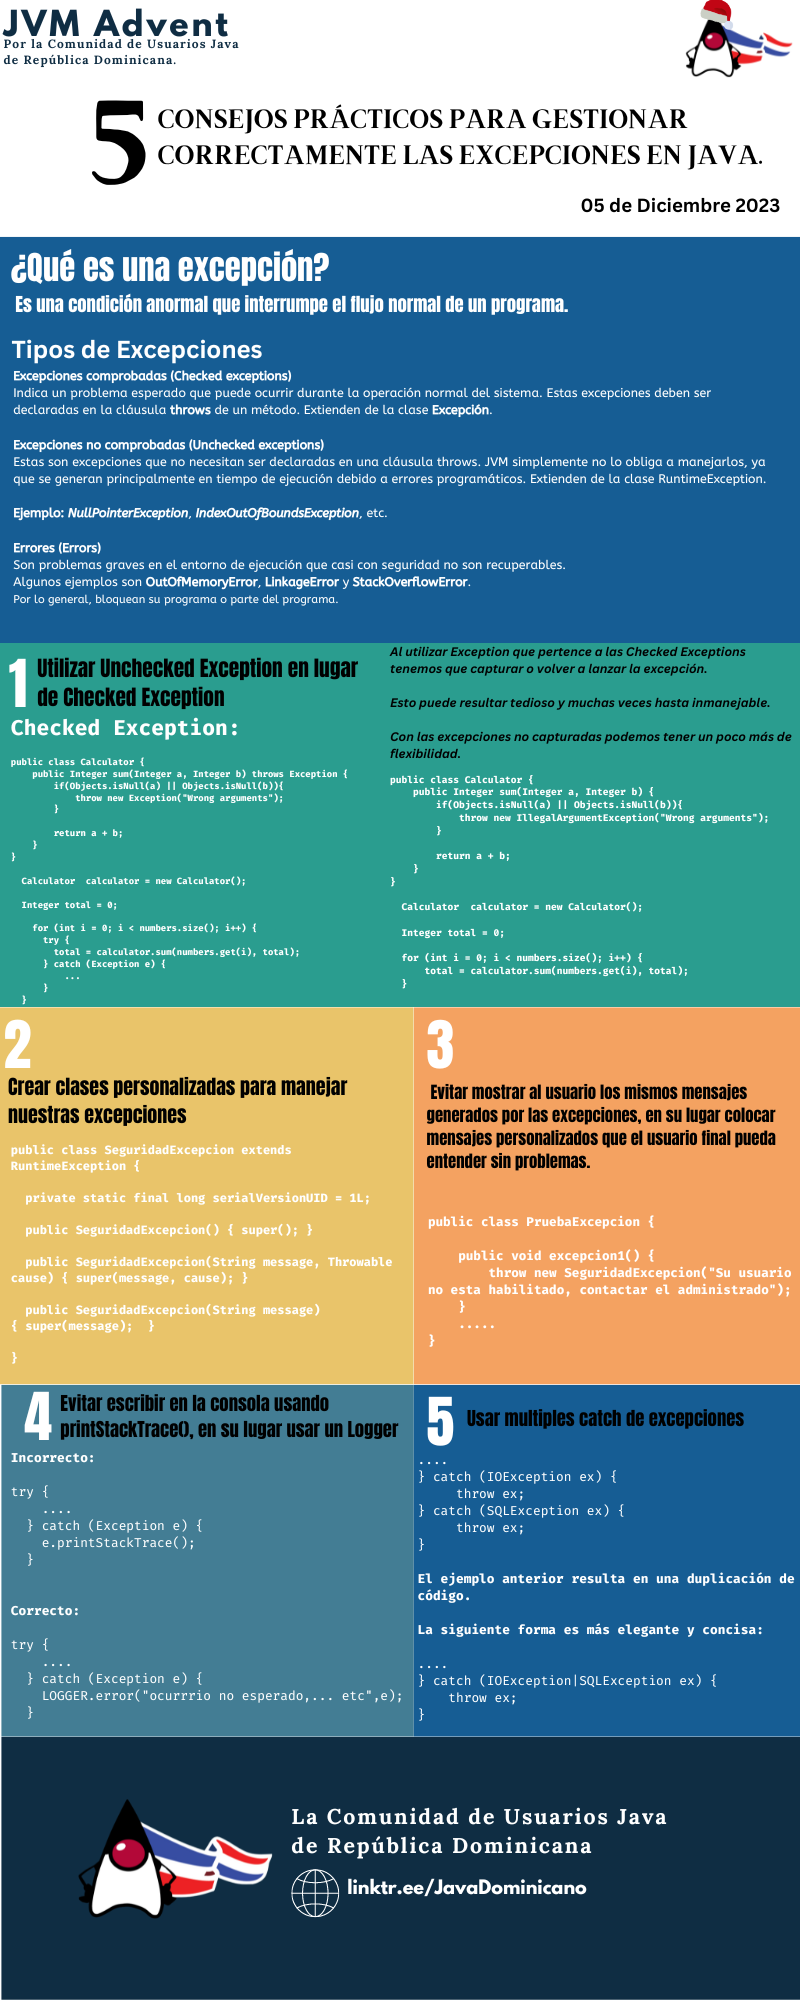 JVM Advent
Por la Comunidad de Usuarios Java
de República Dominicana.
5
CONSEJOS PRÁCTICOS PARA GESTIONAR
CORRECTAMENTE LAS EXCEPCIONES EN JAVA.
05 de Diciembre 2023
¿Qué es una excepción?
Es una condición anormal que interrumpe el flujo normal de un programa.
Tipos de Excepciones
Excepciones comprobadas (Checked exceptions)
Indica un problema esperado que puede ocurrir durante la operación normal del sistema. Estas excepciones deben ser
declaradas en la cláusula throws de un método. Extienden de la clase Excepción.
Excepciones no comprobadas (Unchecked exceptions)
Estas son excepciones que no necesitan ser declaradas en una cláusula throws. JVM simplemente no lo obliga a manejarlos, ya
que se generan principalmente en tiempo de ejecución debido a errores programáticos. Extienden de la clase RuntimeException.
Ejemplo: NullPointerException, IndexOutOfBoundsException, etc.
Errores (Errors)
Son problemas graves en el entorno de ejecución que casi con seguridad no son recuperables.
Algunos ejemplos son OutOfMemoryError, LinkageError y StackOverflowError.
Por lo general, bloquean su programa o parte del programa.
1
Utilizar Unchecked Exception en lugar
de Checked Exception
Checked Exception:
public class Calculator {
public Integer sum(Integer a, Integer b) throws Exception {
if(Objects.isNull(a) || Objects.isNull(b)){
throw new Exception("Wrong arguments");
}
return a + b;
}
}
Calculator  calculator = new Calculator();
Integer total = 0;
for (int i = 0; i < numbers.size(); i++) {
try {
total = calculator.sum(numbers.get(i), total);
} catch (Exception e) {
...
}
}
Al utilizar Exception que pertence a las Checked Exceptions
tenemos que capturar o volver a lanzar la excepción.
Esto puede resultar tedioso y muchas veces hasta inmanejable.
Con las excepciones no capturadas podemos tener un poco más de
flexibilidad.
public class Calculator {
public Integer sum(Integer a, Integer b) {
if(Objects.isNull(a) || Objects.isNull(b)){
throw new IllegalArgumentException("Wrong arguments");
}
return a + b;
}
}
Calculator  calculator = new Calculator();
Integer total = 0;
for (int i = 0; i < numbers.size(); i++) {
total = calculator.sum(numbers.get(i), total);
}
2
Crear clases personalizadas para manejar
nuestras excepciones
public class SeguridadExcepcion extends
RuntimeException {
private static final long serialVersionUID = 1L;
public SeguridadExcepcion() { super(); }
public SeguridadExcepcion(String message, Throwable
cause) { super(message, cause); }
public SeguridadExcepcion(String message)
{ super(message);  }
}
3
Evitar mostrar al usuario los mismos mensajes
generados por las excepciones, en su lugar colocar
mensajes personalizados que el usuario final pueda
entender sin problemas.
public class PruebaExcepcion {
public void excepcion1() {
throw new SeguridadExcepcion("Su usuario
no esta habilitado, contactar el administrado");
}
.....
}
4
Evitar escribir en la consola usando
printStackTrace(), en su lugar usar un Logger
Incorrecto:
try {
....
} catch (Exception e) {
e.printStackTrace();
}
Correcto:
try {
....
} catch (Exception e) {
LOGGER.error("ocurrrio no esperado,... etc",e);
}
5
Usar multiples catch de excepciones
....
} catch (IOException ex) {
throw ex;
} catch (SQLException ex) {
throw ex;
}
El ejemplo anterior resulta en una duplicación de
código.
La siguiente forma es más elegante y concisa:
....
} catch (IOException|SQLException ex) {
throw ex;
}
La Comunidad de Usuarios Java
de República Dominicana
linktr.ee/JavaDominicano